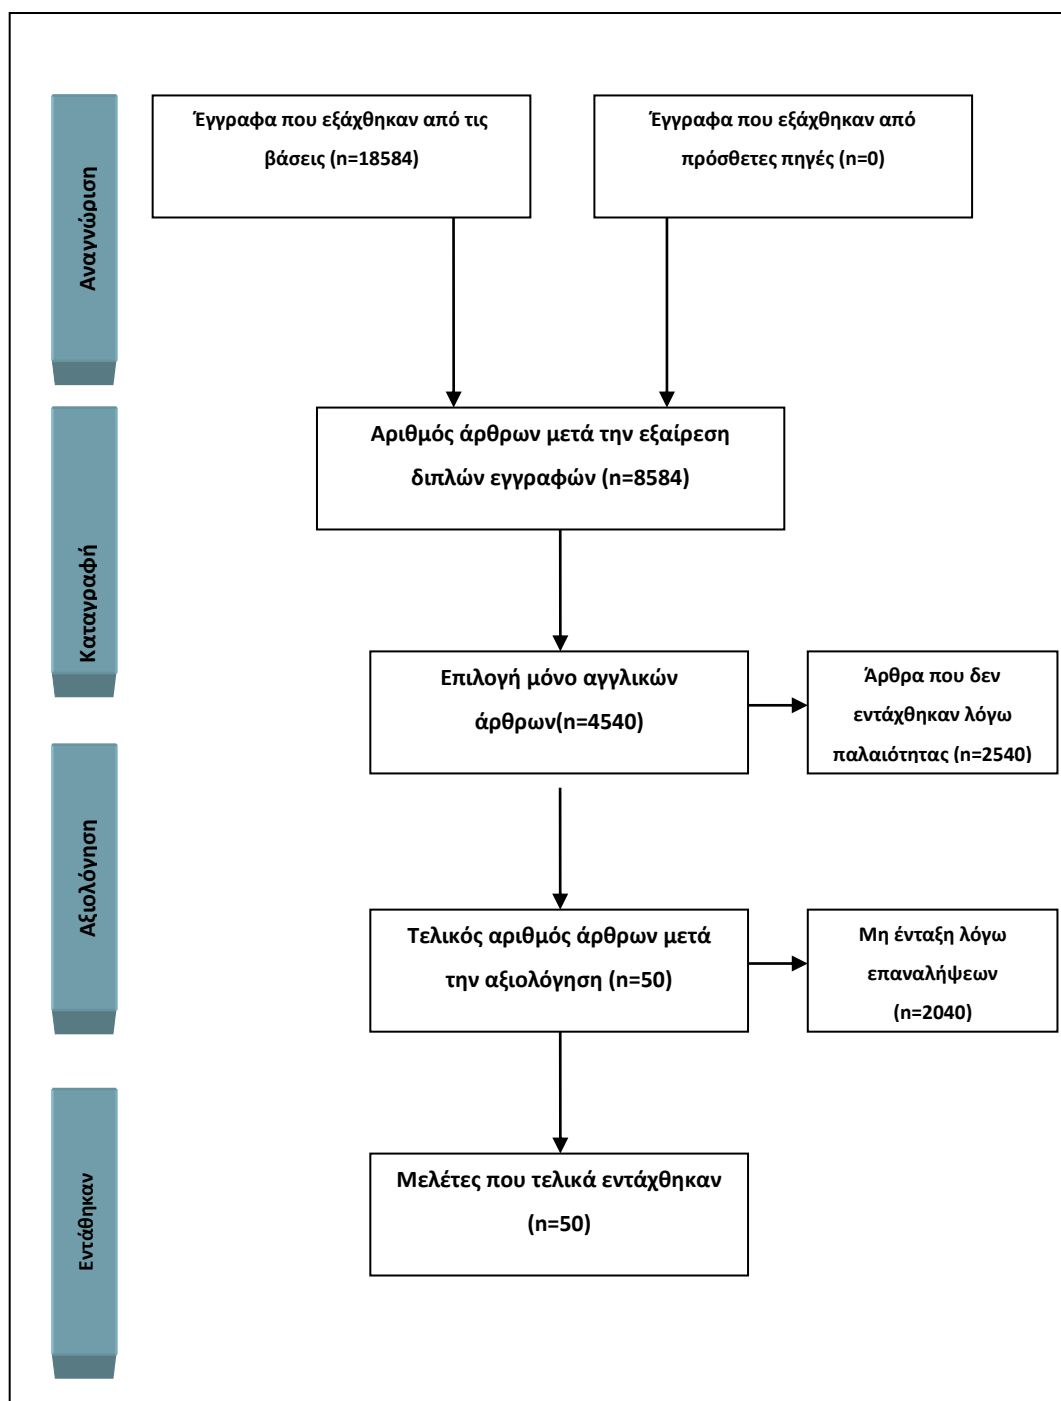 Αναγνώριση
Έγγραφα που εξάχθηκαν από τις
βάσεις (n=18584)
Έγγραφα που εξάχθηκαν από
πρόσθετες πηγές (n=0)
Καταγραφή
Αριθμός άρθρων μετά την εξαίρεση
διπλών εγγραφών (n=8584)
Επιλογή μόνο αγγλικών
άρθρων(n=4540)
Άρθρα που δεν
εντάχθηκαν λόγω
παλαιότητας (n=2540)
Αξιολόγηση
Τελικός αριθμός άρθρων μετά
την αξιολόγηση (n=50)
Μη ένταξη λόγω
επαναλήψεων
(n=2040)
Εντάθηκαν
Μελέτες που τελικά εντάχθηκαν
(n=50)